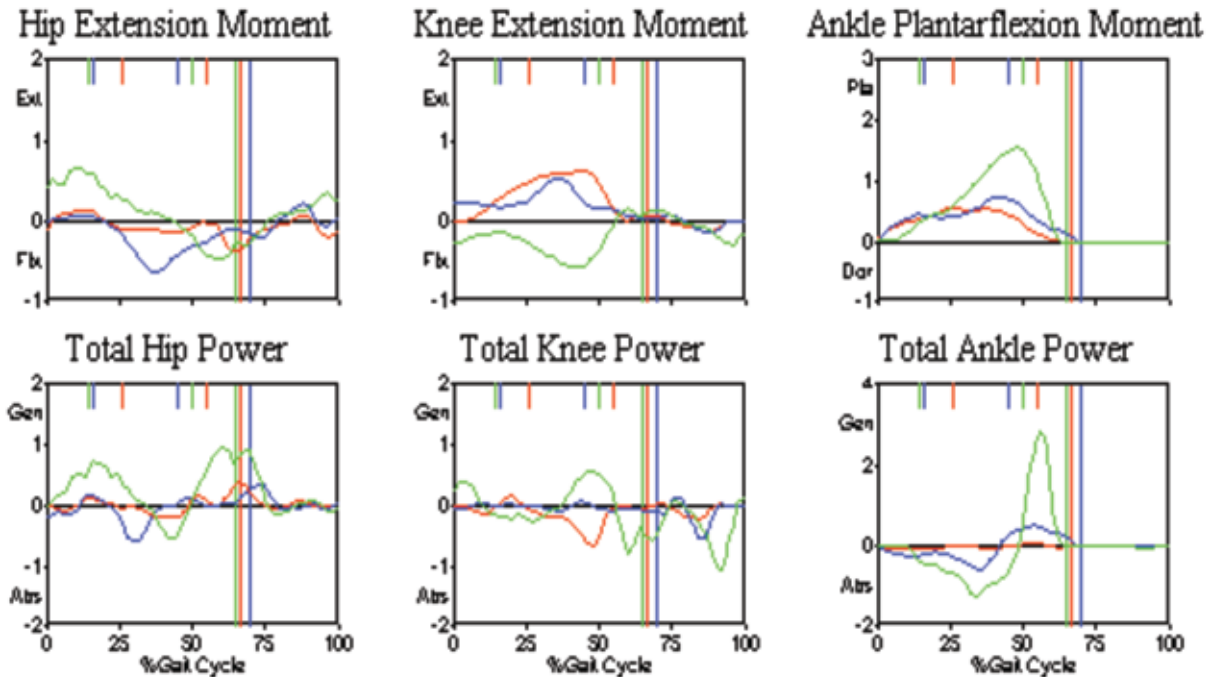 Hip Extension Moment
Knee Extension Moment
Ankle Plantarflexion Moment
2
Ext
1
0
Flx
-1
2
Ext
1
0
Flx
-1
3
Pla
2
1
0
Dor
-1
Total Hip Power
Total Knee Power
Total Ankle Power
2
Gen
1
0
-1
Abs
-2
0 25 50 75 100
%Gait Cycle
2
Gen
1
0
-1
Abs
-2
0 25 50 75 100
%Gait Cycle
4
Gen
2
0
Abs
-2
0 25 50 75 100
%Gait Cycle